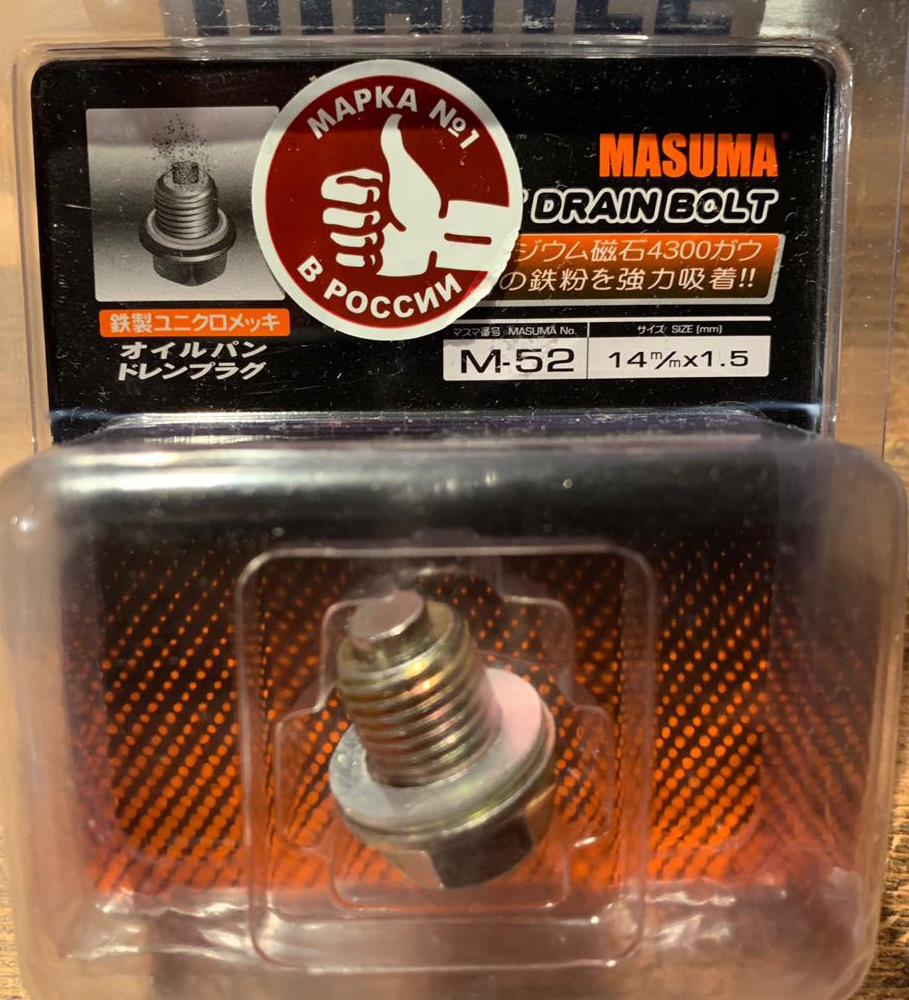 МАРКА №1
В РОССИИ
MASUMA
DRAIN BOLT
ジウム磁石4300ガウ
の鉄粉を強力吸着!!
鉄製ユニクロメッキ
オイルパン
ドレンプラグ
マスマ番号 MASUMA No.
サイズ SIZE (mm)
M-52
14㎜x1.5